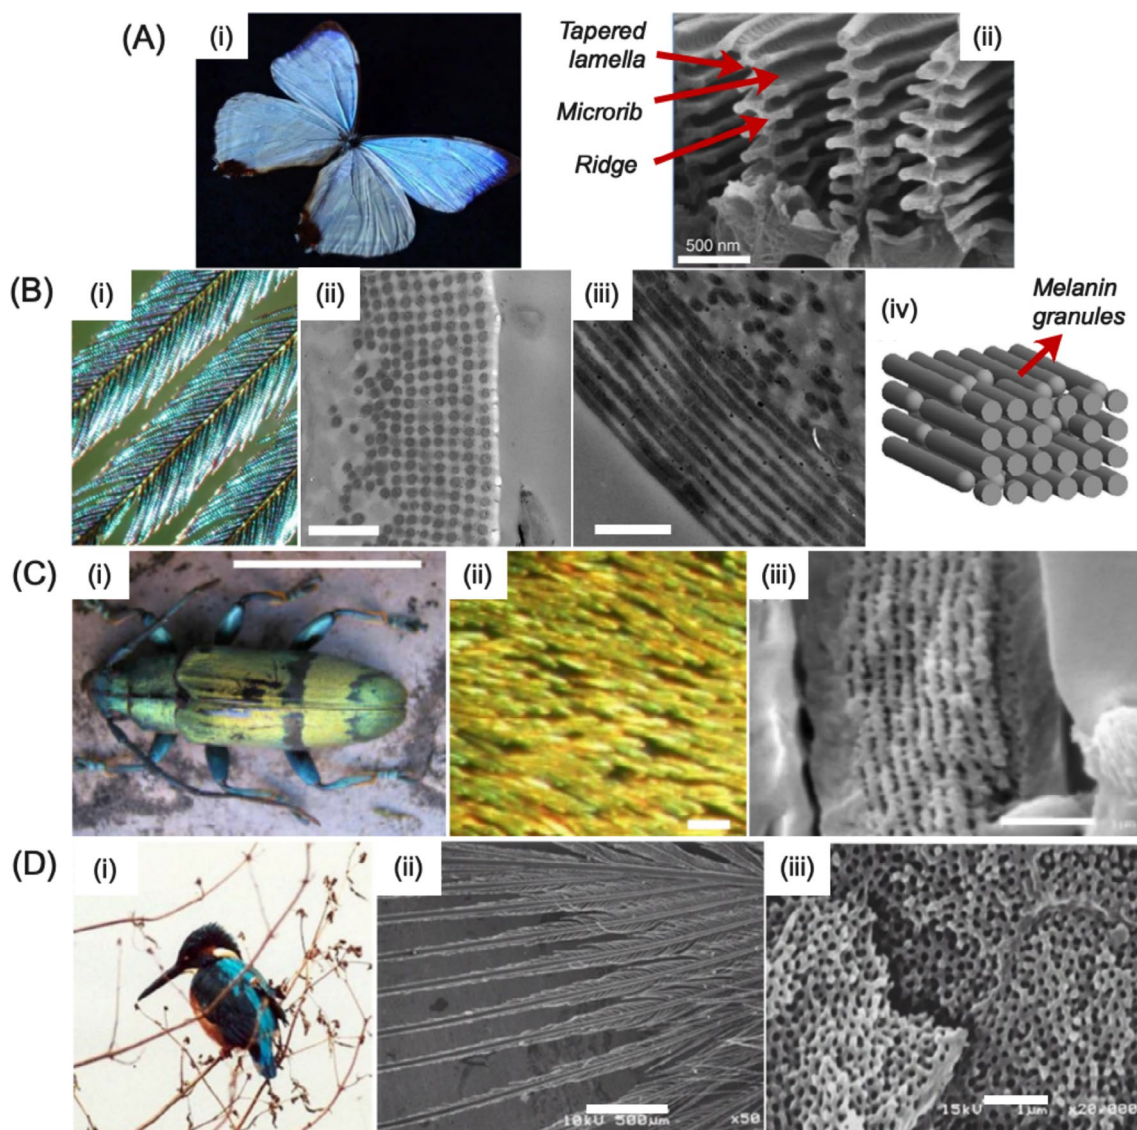 (A)
(i)
Tapered
lamella
Microrib
Ridge
(ii)
500 nm
(B)
(i)
(ii)
(iii)
(iv)
Melanin
granules
(C)
(i)
(ii)
(iii)
(D)
(i)
(ii)
10kV 500µm x50
(iii)
15kV 1µm x20,000